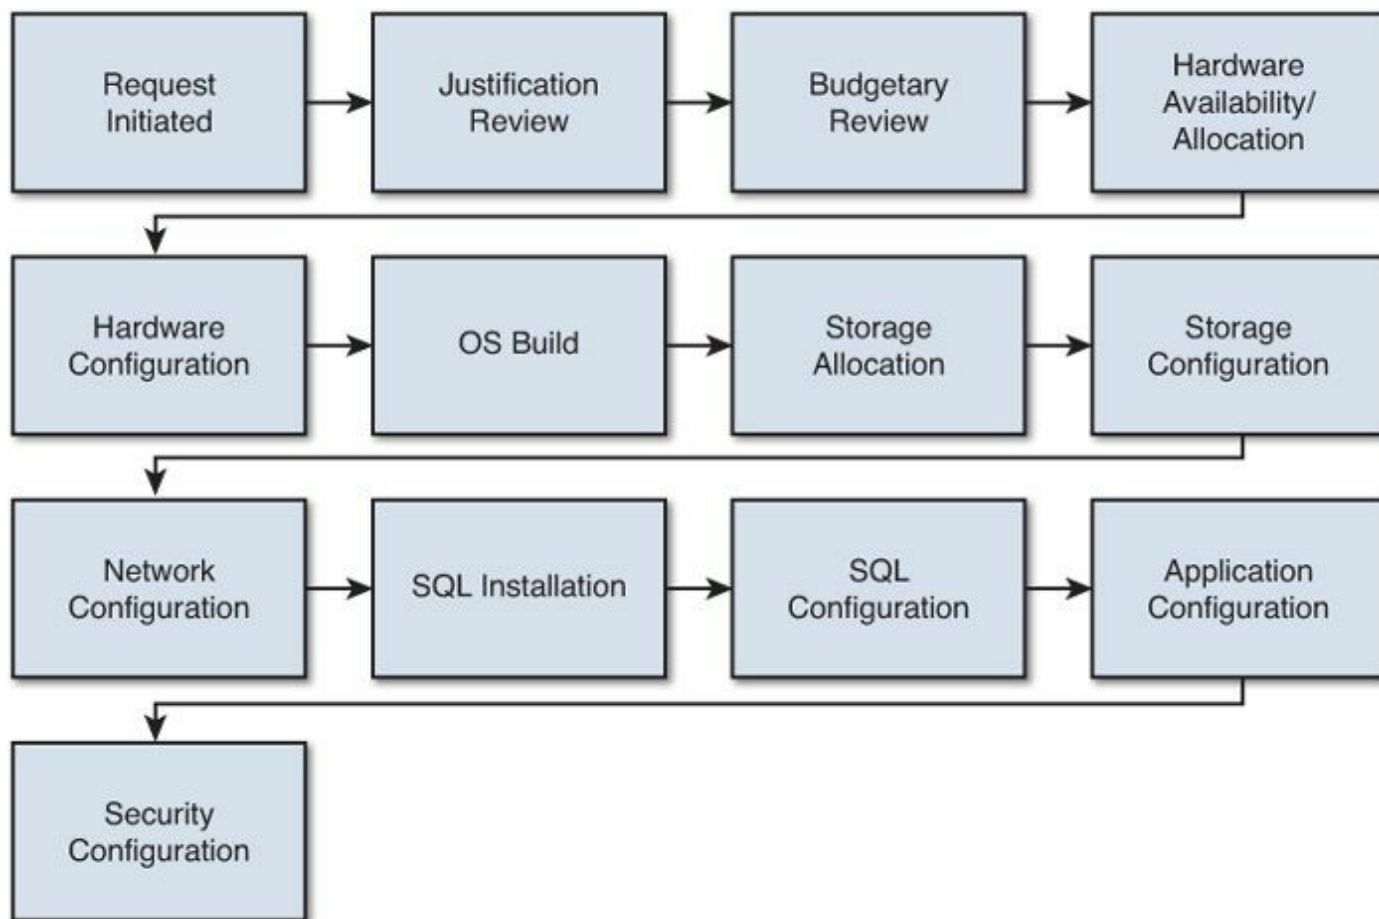 Request
Initiated
Justification
Review
Budgetary
Review
Hardware
Availability/
Allocation
Hardware
Configuration
OS Build
Storage
Allocation
Storage
Configuration
Network
Configuration
SQL Installation
SQL
Configuration
Application
Configuration
Security
Configuration